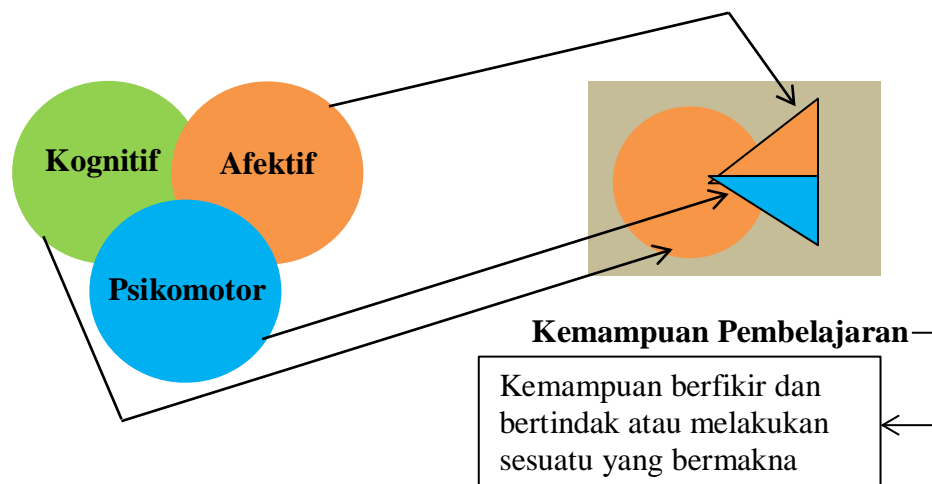 Kognitif
Afektif
Psikomotor
Kemampuan Pembelajaran
Kemampuan berfikir dan
bertindak atau melakukan
sesuatu yang bermakna